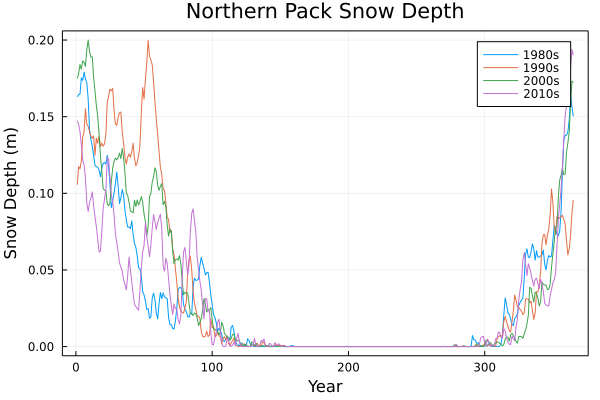 Northern Pack Snow Depth
0.20
0.15
0.10
0.05
0.00
Snow Depth (m)
1980s
1990s
2000s
2010s
0 100 200 300
Year